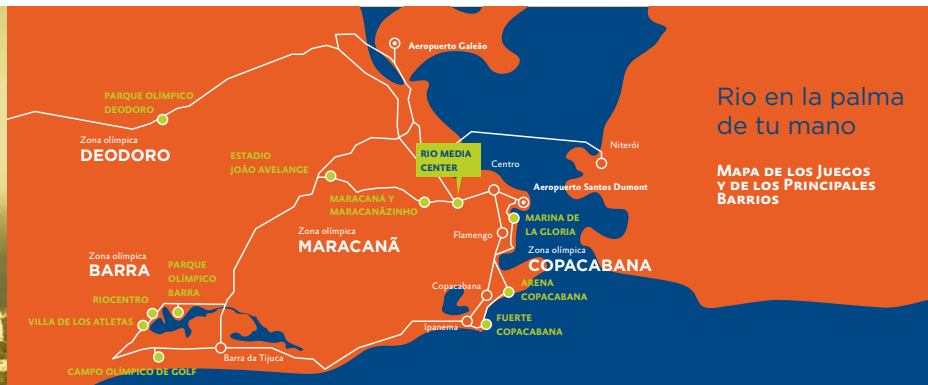 Aeropuerto Galeão
PARQUE OLÍMPICO
DEODORO
Zona olímpica
DEODORO
ESTADIO
JOÃO AVELANGE
RIO MEDIA
CENTER
Centro
Niterói
Aeropuerto Santos Dumont
MARACANÁ Y
MARACANÃZINHO
MARINA DE
LA GLORIA
Zona olímpica
MARACANÃ
Flamengo
Zona olímpica
COPACABANA
Zona olímpica
BARRA
PARQUE
OLÍMPICO
BARRA
ARENA
COPACABANA
Copacabana
RIOCENTRO
VILLA DE LOS ATLETAS
Ipanema
FUERTE
COPACABANA
Barra da Tijuca
CAMPO OLÍMPICO DE GOLF
Rio en la palma
de tu mano
MAPA DE LOS JUEGOS
Y DE LOS PRINCIPALES
BARRIOS